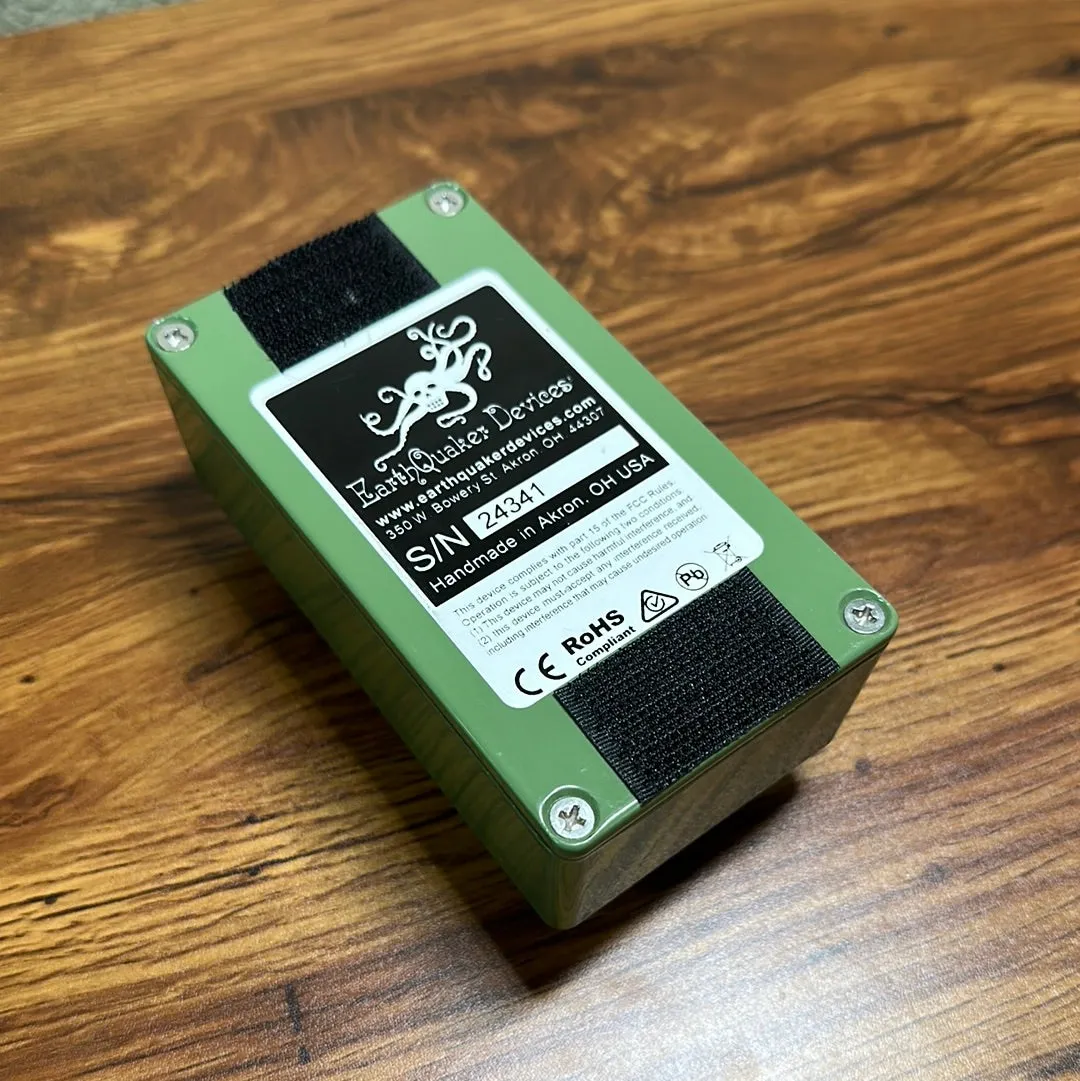 EarthQuaker Devices
www.earthquakerdevices.com
350 W. Bowery St. Akron, OH 44307
S/N 24341
Handmade in Akron, OH USA
This device complies with part 15 of the FCC Rules.
Operation is subject to the following two conditions:
(1) This device may not cause harmful interference, and
(2) this device must accept any interference received,
including interference that may cause undesired operation.
CE RoHS Compliant Pb